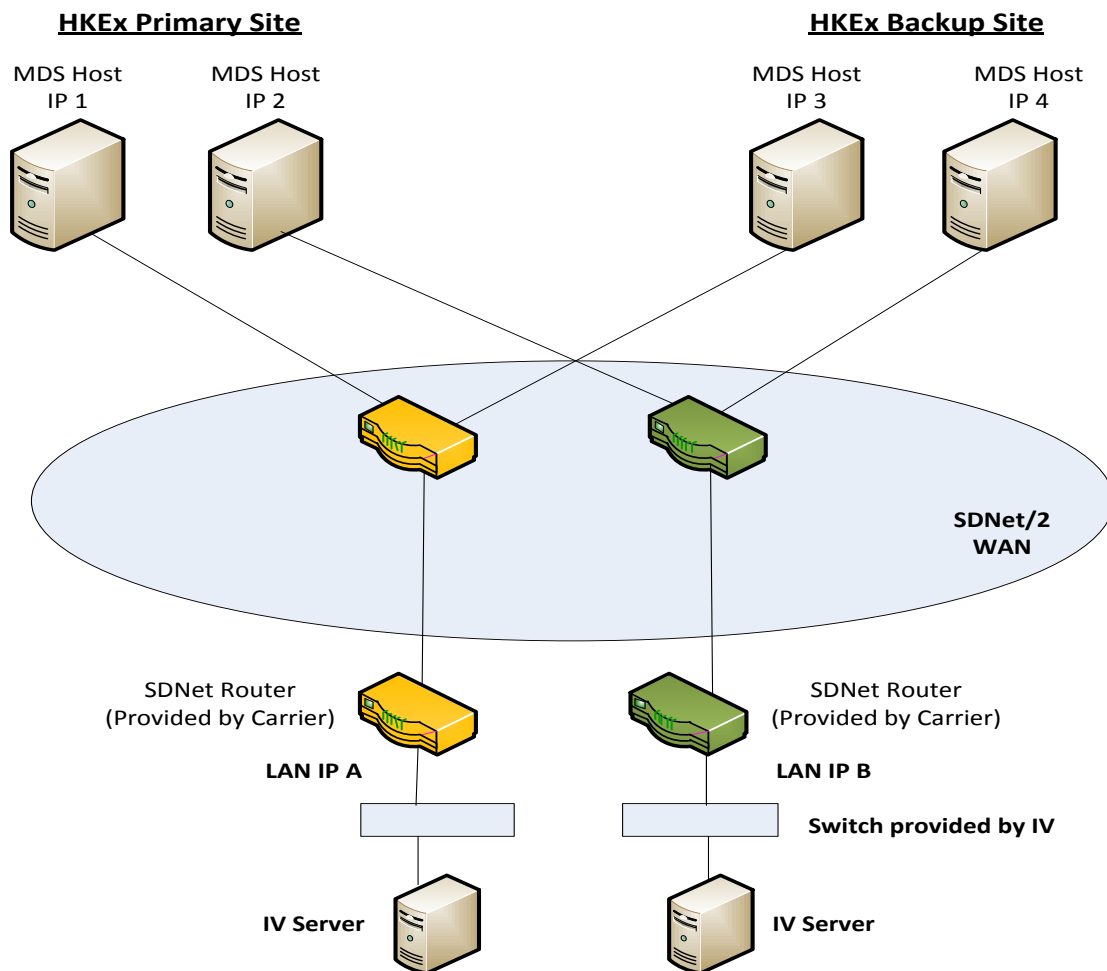 HKEx Primary Site
HKEx Backup Site
MDS Host
IP 1
MDS Host
IP 2
MDS Host
IP 3
MDS Host
IP 4
SDNet/2
WAN
SDNet Router
(Provided by Carrier)
SDNet Router
(Provided by Carrier)
LAN IP A
LAN IP B
Switch provided by IV
IV Server
IV Server